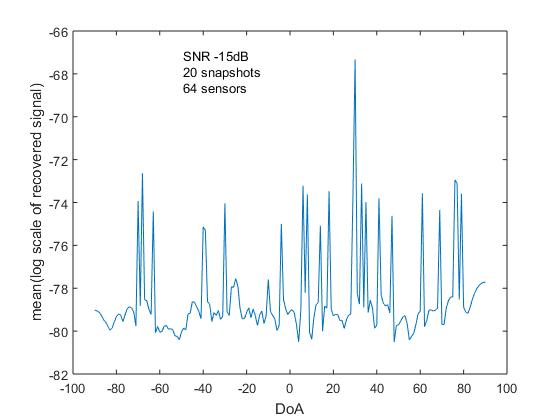 -66
-68
-70
-72
-74
-76
-78
-80
-82
mean(log scale of recovered signal)
SNR -15dB
20 snapshots
64 sensors
-100 -80 -60 -40 -20 0 20 40 60 80 100
DoA